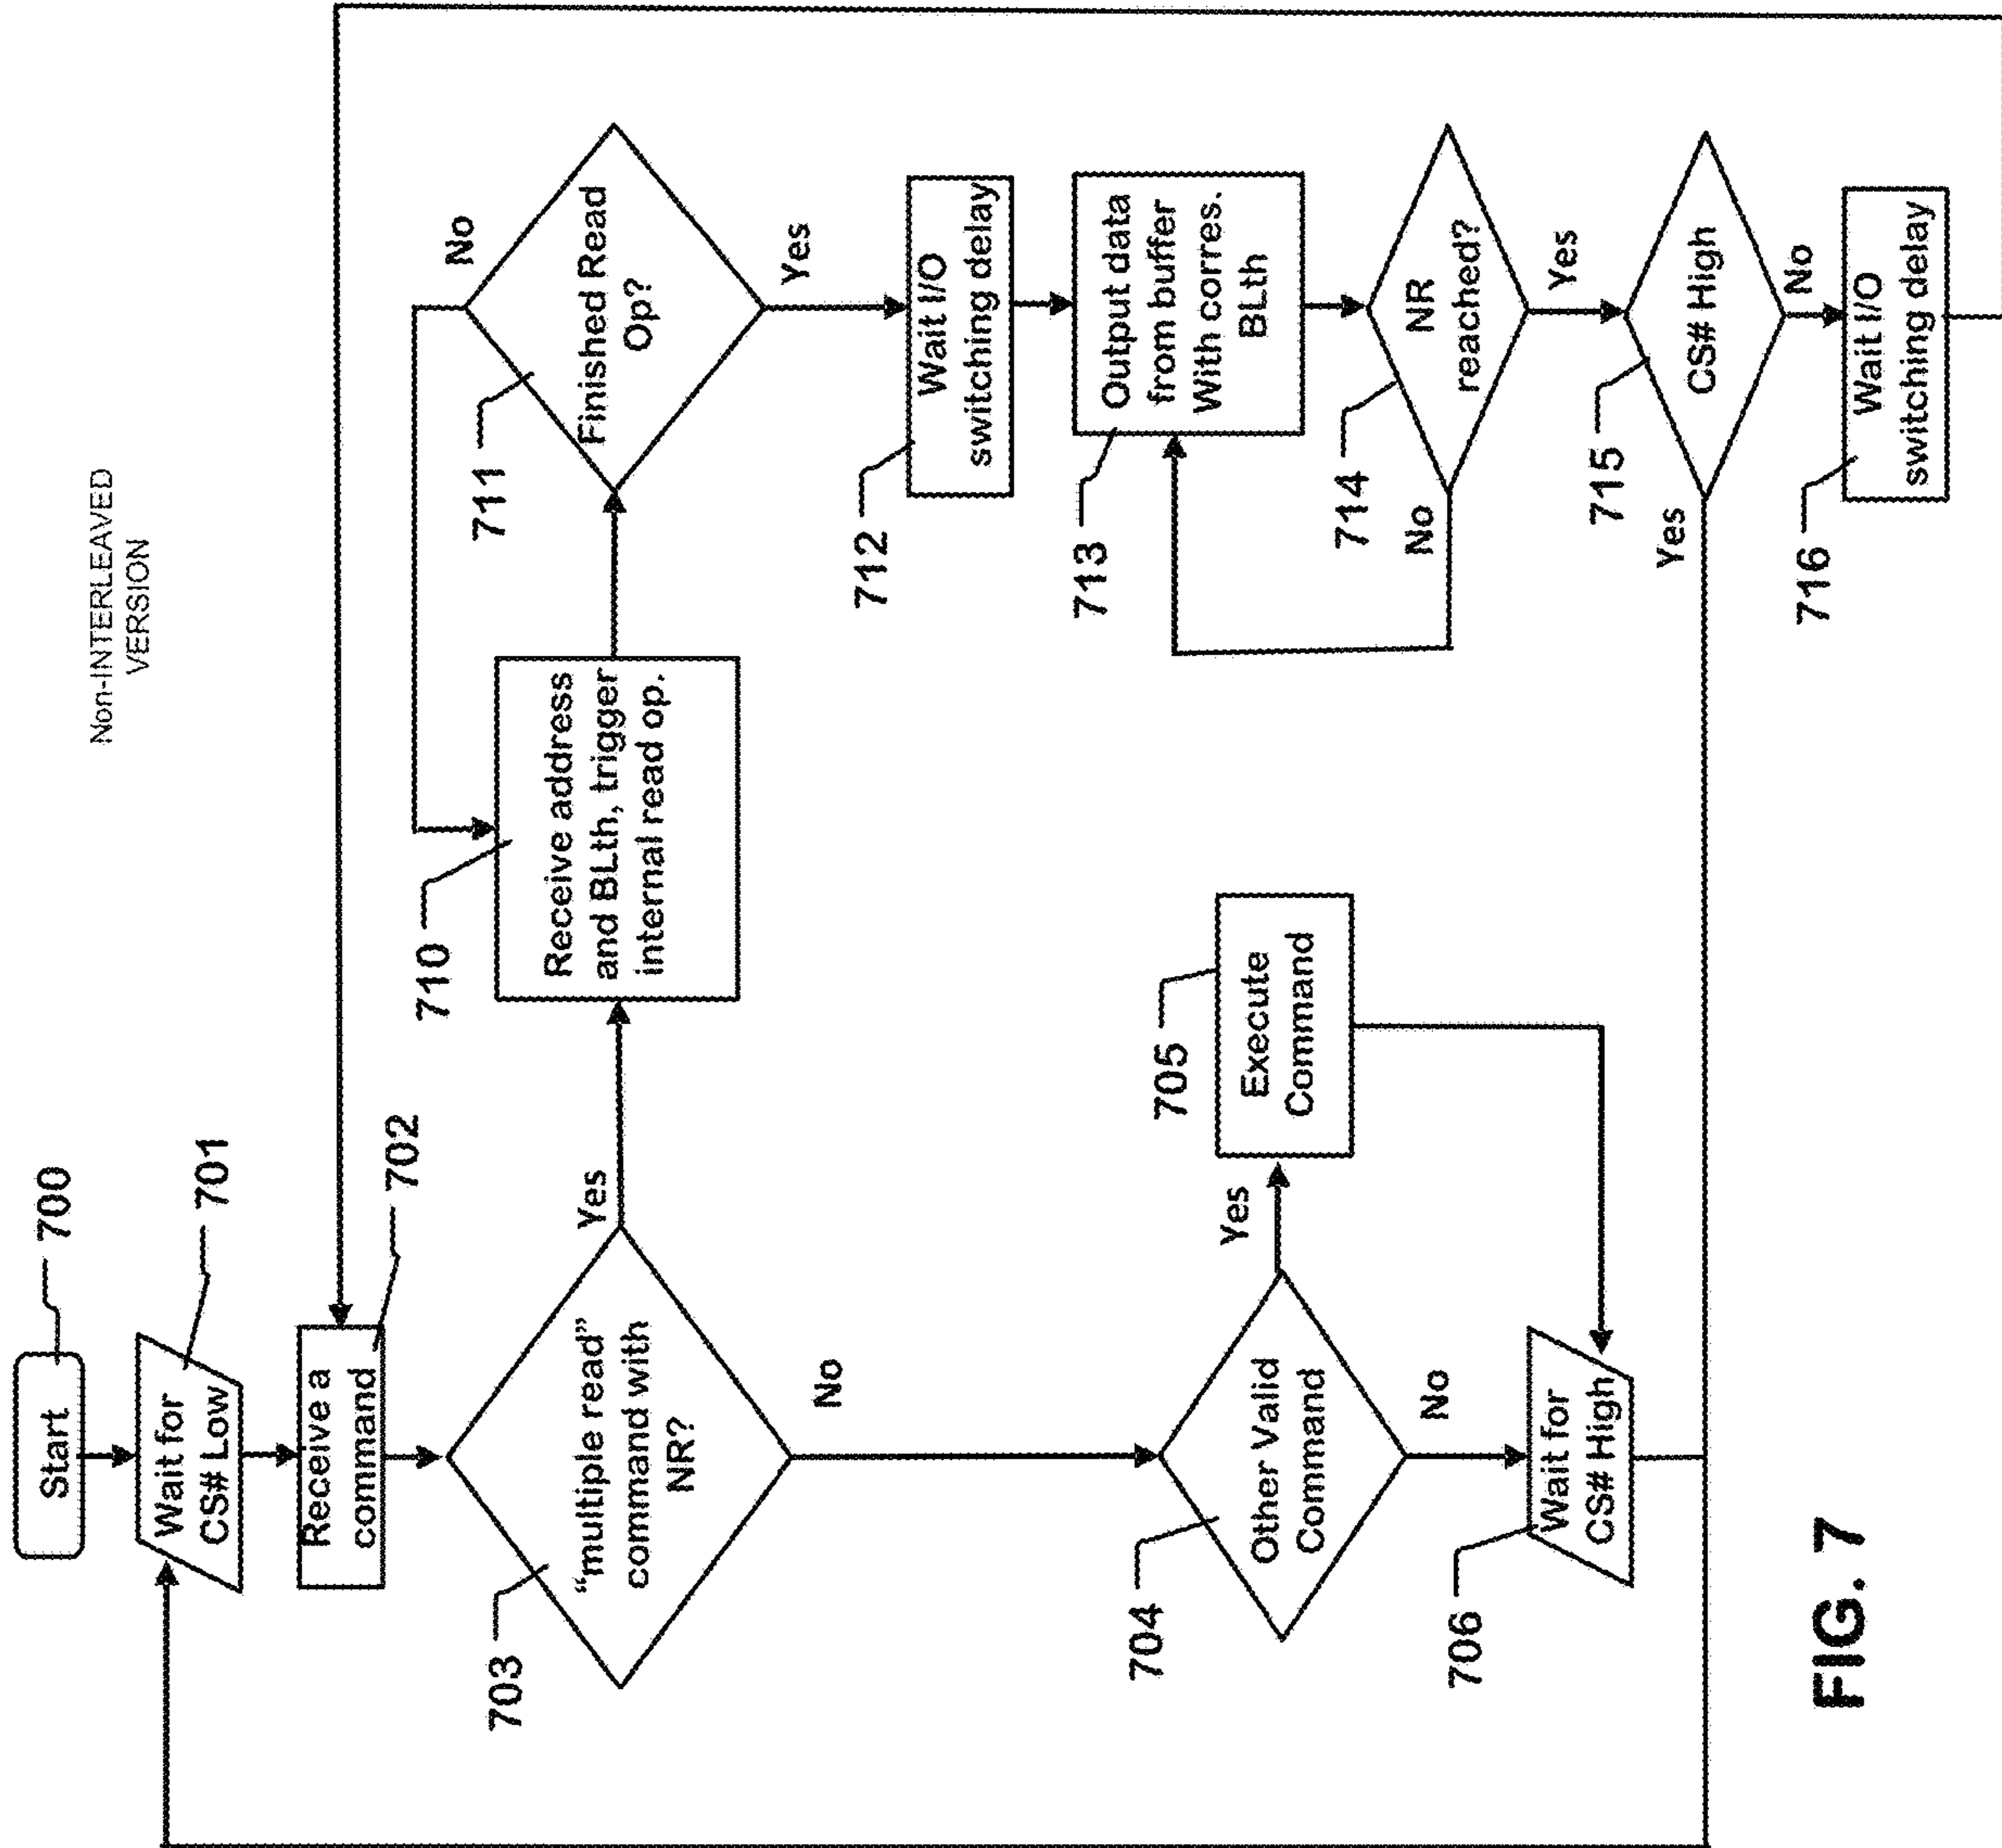 Non-INTERLEAVED
VERSION
Start
700
Wait for
CS# Low
701
Receive a
command
702
“multiple read”
command with
NR?
703
Yes
No
Other Valid
Command
704
Yes
No
Execute
Command
705
Wait for
CS# High
706
Receive address
and BLth, trigger
internal read op.
710
Finished Read
Op?
711
No
Yes
Wait I/O
switching delay
712
Output data
from buffer
With corres.
BLth
713
NR
reached?
714
No
Yes
CS# High
715
Yes
No
Wait I/O
switching delay
716
FIG. 7